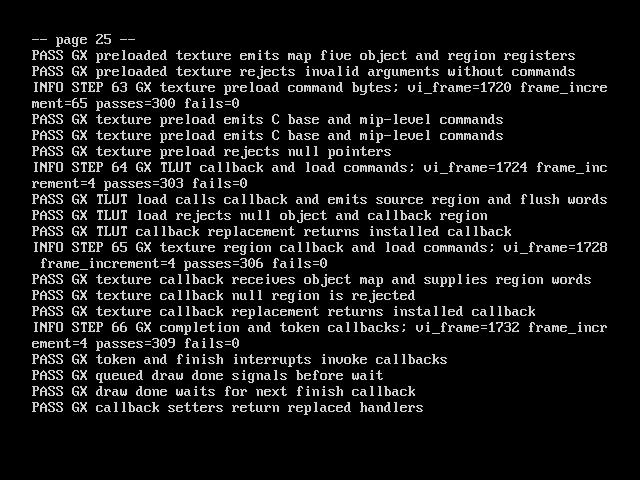 -- page 25 --
PASS GX preloaded texture emits map five object and region registers
PASS GX preloaded texture rejects invalid arguments without commands
INFO STEP 63 GX texture preload command bytes; vi_frame=1720 frame_incre
ment=65 passes=300 fails=0
PASS GX texture preload emits C base and mip-level commands
PASS GX texture preload emits C base and mip-level commands
PASS GX texture preload rejects null pointers
INFO STEP 64 GX TLUT callback and load commands; vi_frame=1724 frame_inc
rement=4 passes=303 fails=0
PASS GX TLUT load calls callback and emits source region and flush words
PASS GX TLUT load rejects null object and callback region
PASS GX TLUT callback replacement returns installed callback
INFO STEP 65 GX texture region callback and load commands; vi_frame=1728
frame_increment=4 passes=306 fails=0
PASS GX texture callback receives object map and supplies region words
PASS GX texture callback null region is rejected
PASS GX texture callback replacement returns installed callback
INFO STEP 66 GX completion and token callbacks; vi_frame=1732 frame_incr
ement=4 passes=309 fails=0
PASS GX token and finish interrupts invoke callbacks
PASS GX queued draw done signals before wait
PASS GX draw done waits for next finish callback
PASS GX callback setters return replaced handlers